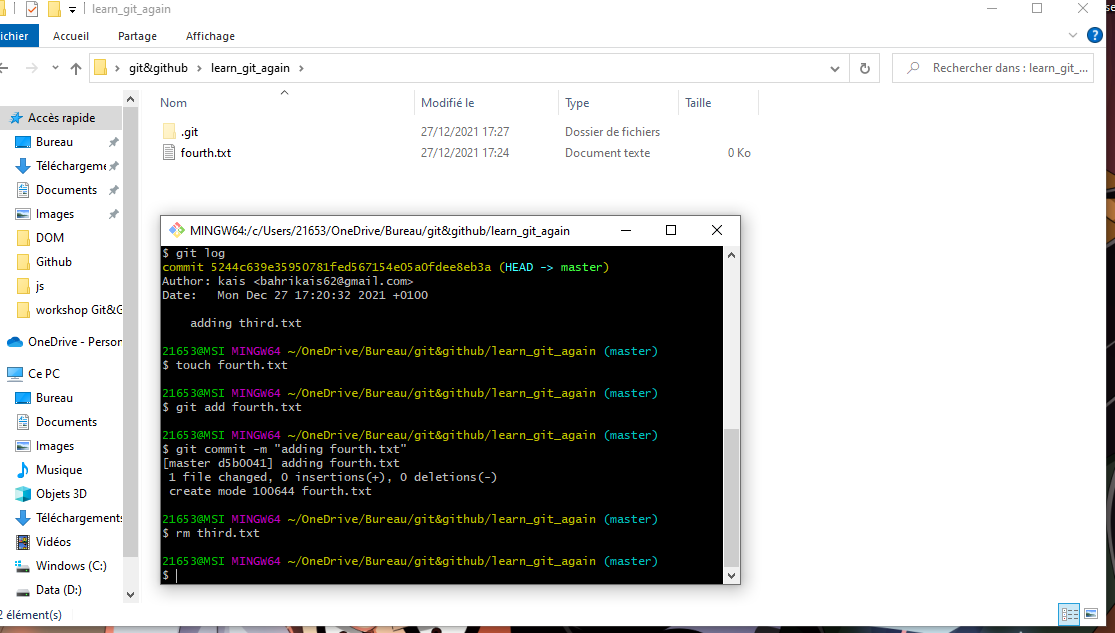 learn_git_again
ichier Accueil Partage Affichage
git&github learn_git_again
Rechercher dans : learn_git_...
Nom Modifié le Type Taille
.git 27/12/2021 17:27 Dossier de fichiers
fourth.txt 27/12/2021 17:24 Document texte 0 Ko
Accès rapide
Bureau
Téléchargeme
Documents
Images
DOM
Github
js
workshop Git&G
OneDrive - Person
Ce PC
Bureau
Documents
Images
Musique
Objets 3D
Téléchargements
Vidéos
Windows (C:)
Data (D:)
2 élément(s)
MINGW64:/c/Users/21653/OneDrive/Bureau/git&github/learn_git_again
$ git log
commit 5244c639e35950781fed567154e05a0fdee8eb3a (HEAD -> master)
Author: kais <bahrikais62@gmail.com>
Date:   Mon Dec 27 17:20:32 2021 +0100
adding third.txt
21653@MSI MINGW64 ~/OneDrive/Bureau/git&github/learn_git_again (master)
$ touch fourth.txt
21653@MSI MINGW64 ~/OneDrive/Bureau/git&github/learn_git_again (master)
$ git add fourth.txt
21653@MSI MINGW64 ~/OneDrive/Bureau/git&github/learn_git_again (master)
$ git commit -m "adding fourth.txt"
[master d5b0041] adding fourth.txt
1 file changed, 0 insertions(+), 0 deletions(-)
create mode 100644 fourth.txt
21653@MSI MINGW64 ~/OneDrive/Bureau/git&github/learn_git_again (master)
$ rm third.txt
21653@MSI MINGW64 ~/OneDrive/Bureau/git&github/learn_git_again (master)
$